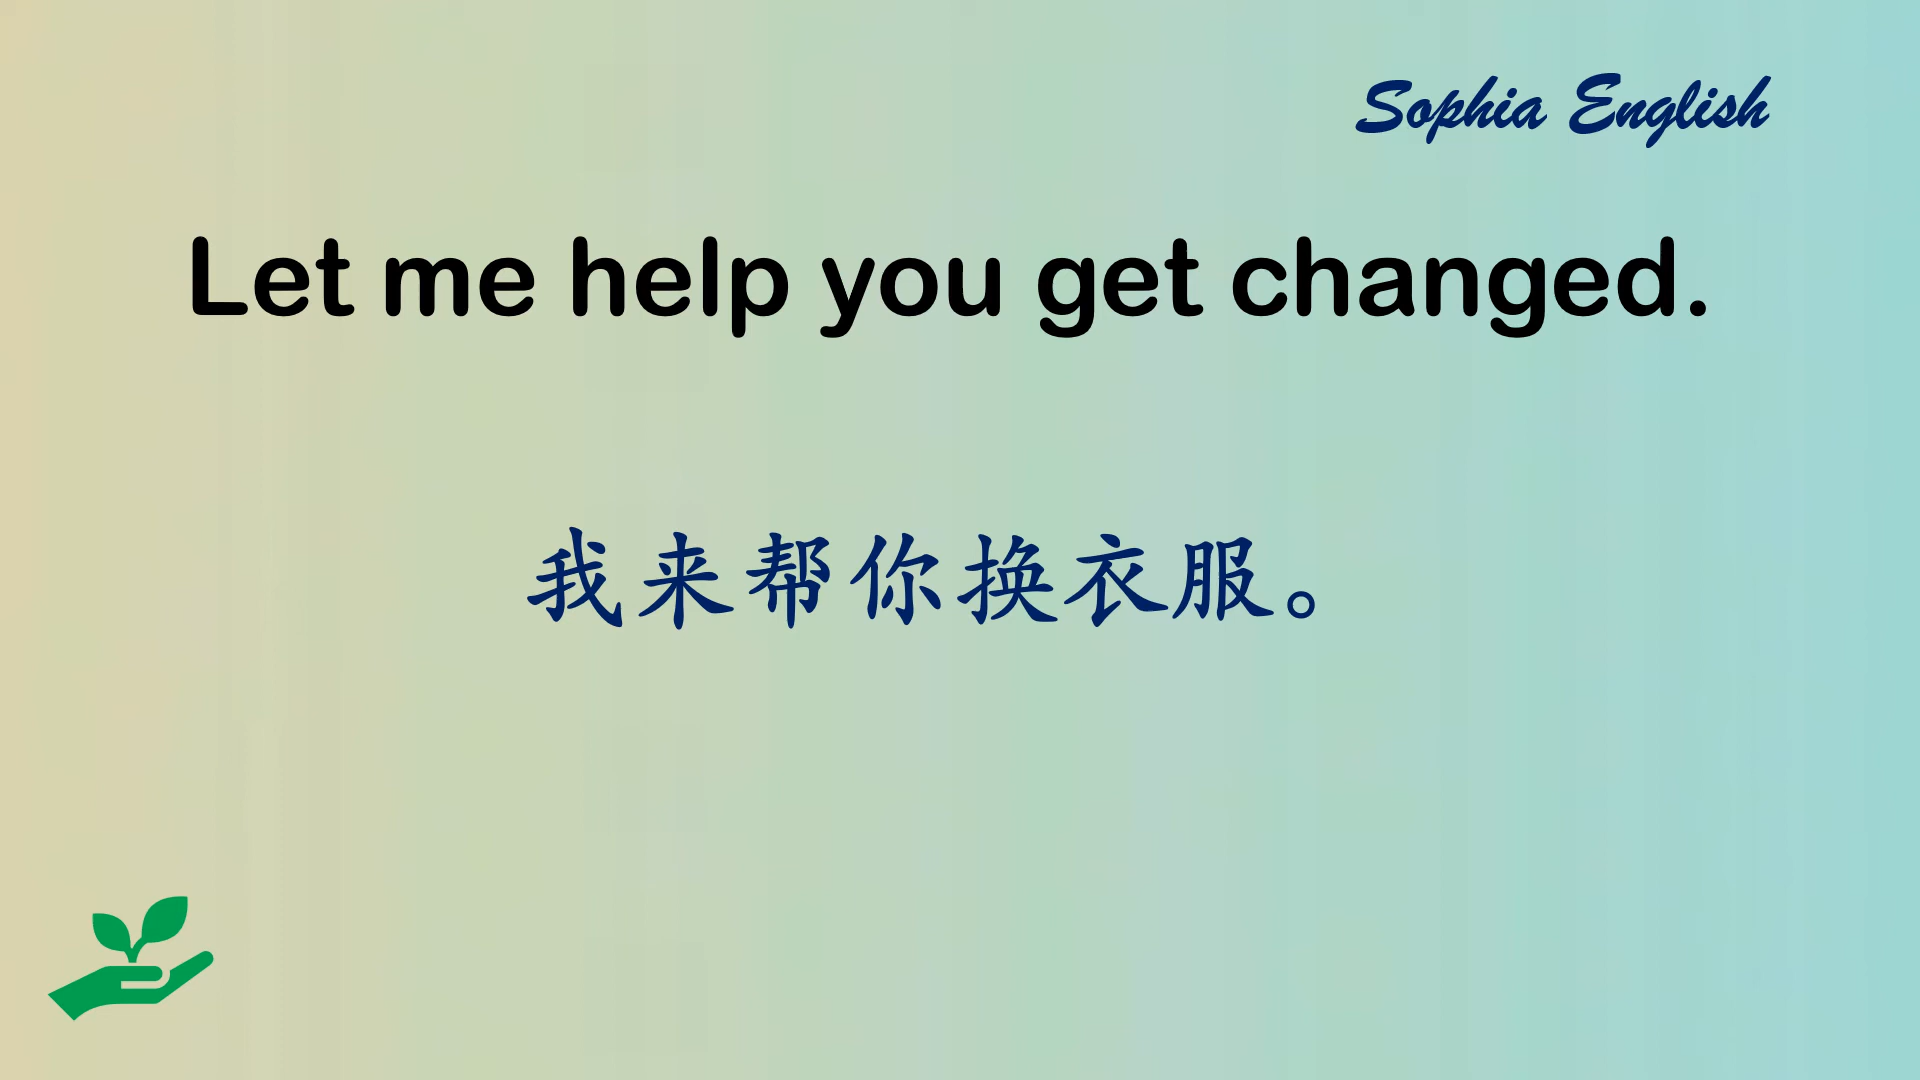 Sophia English
Let me help you get changed.
我来帮你换衣服。